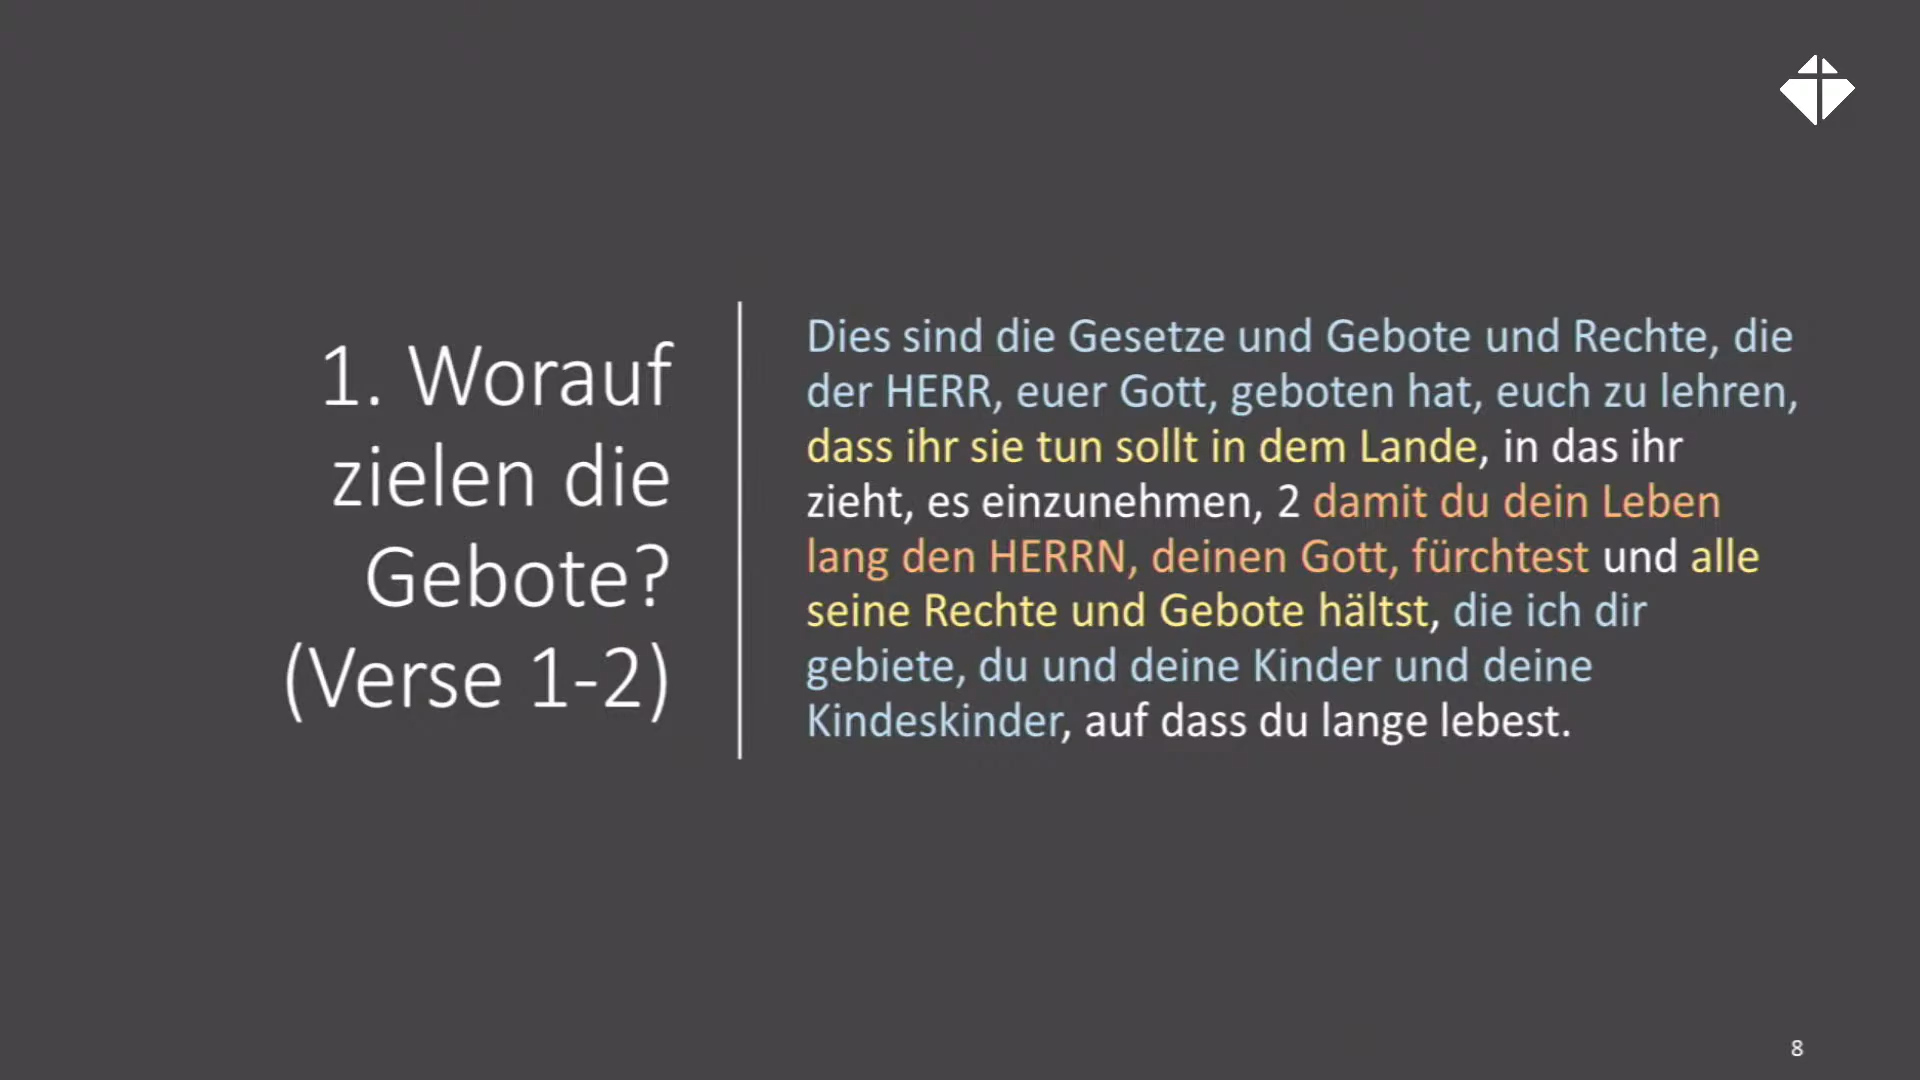 1. Worauf
zielen die
Gebote?
(Verse 1-2)
Dies sind die Gesetze und Gebote und Rechte, die
der HERR, euer Gott, geboten hat, euch zu lehren,
dass ihr sie tun sollt in dem Lande, in das ihr
zieht, es einzunehmen, 2 damit du dein Leben
lang den HERRN, deinen Gott, fürchtest und alle
seine Rechte und Gebote hältst, die ich dir
gebiete, du und deine Kinder und deine
Kindeskinder, auf dass du lange lebest.
8